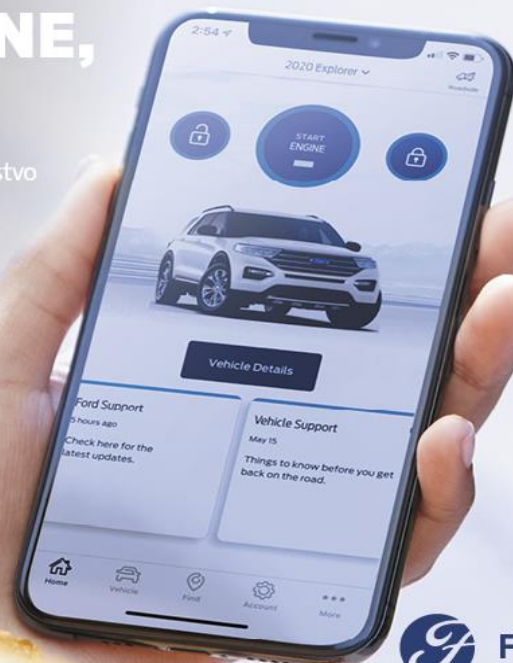 NE,
stvo
2:54
2020 Explorer
Roadside
START
ENGINE
Vehicle Details
Ford Support
5 hours ago
Check here for the
latest updates.
Vehicle Support
May 15
Things to know before you get
back on the road.
Home
Vehicle
Find
Account
More